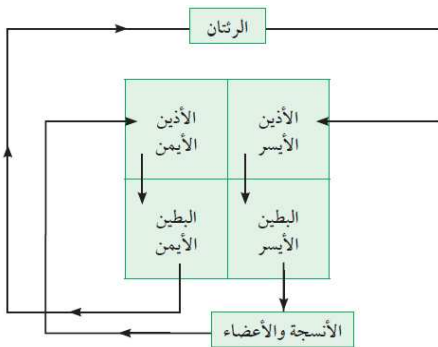 الرئتان
الأذين
الأيمن
الأذين
الأيسر
البطين
الأيمن
البطين
الأيسر
الأنسجة والأعضاء